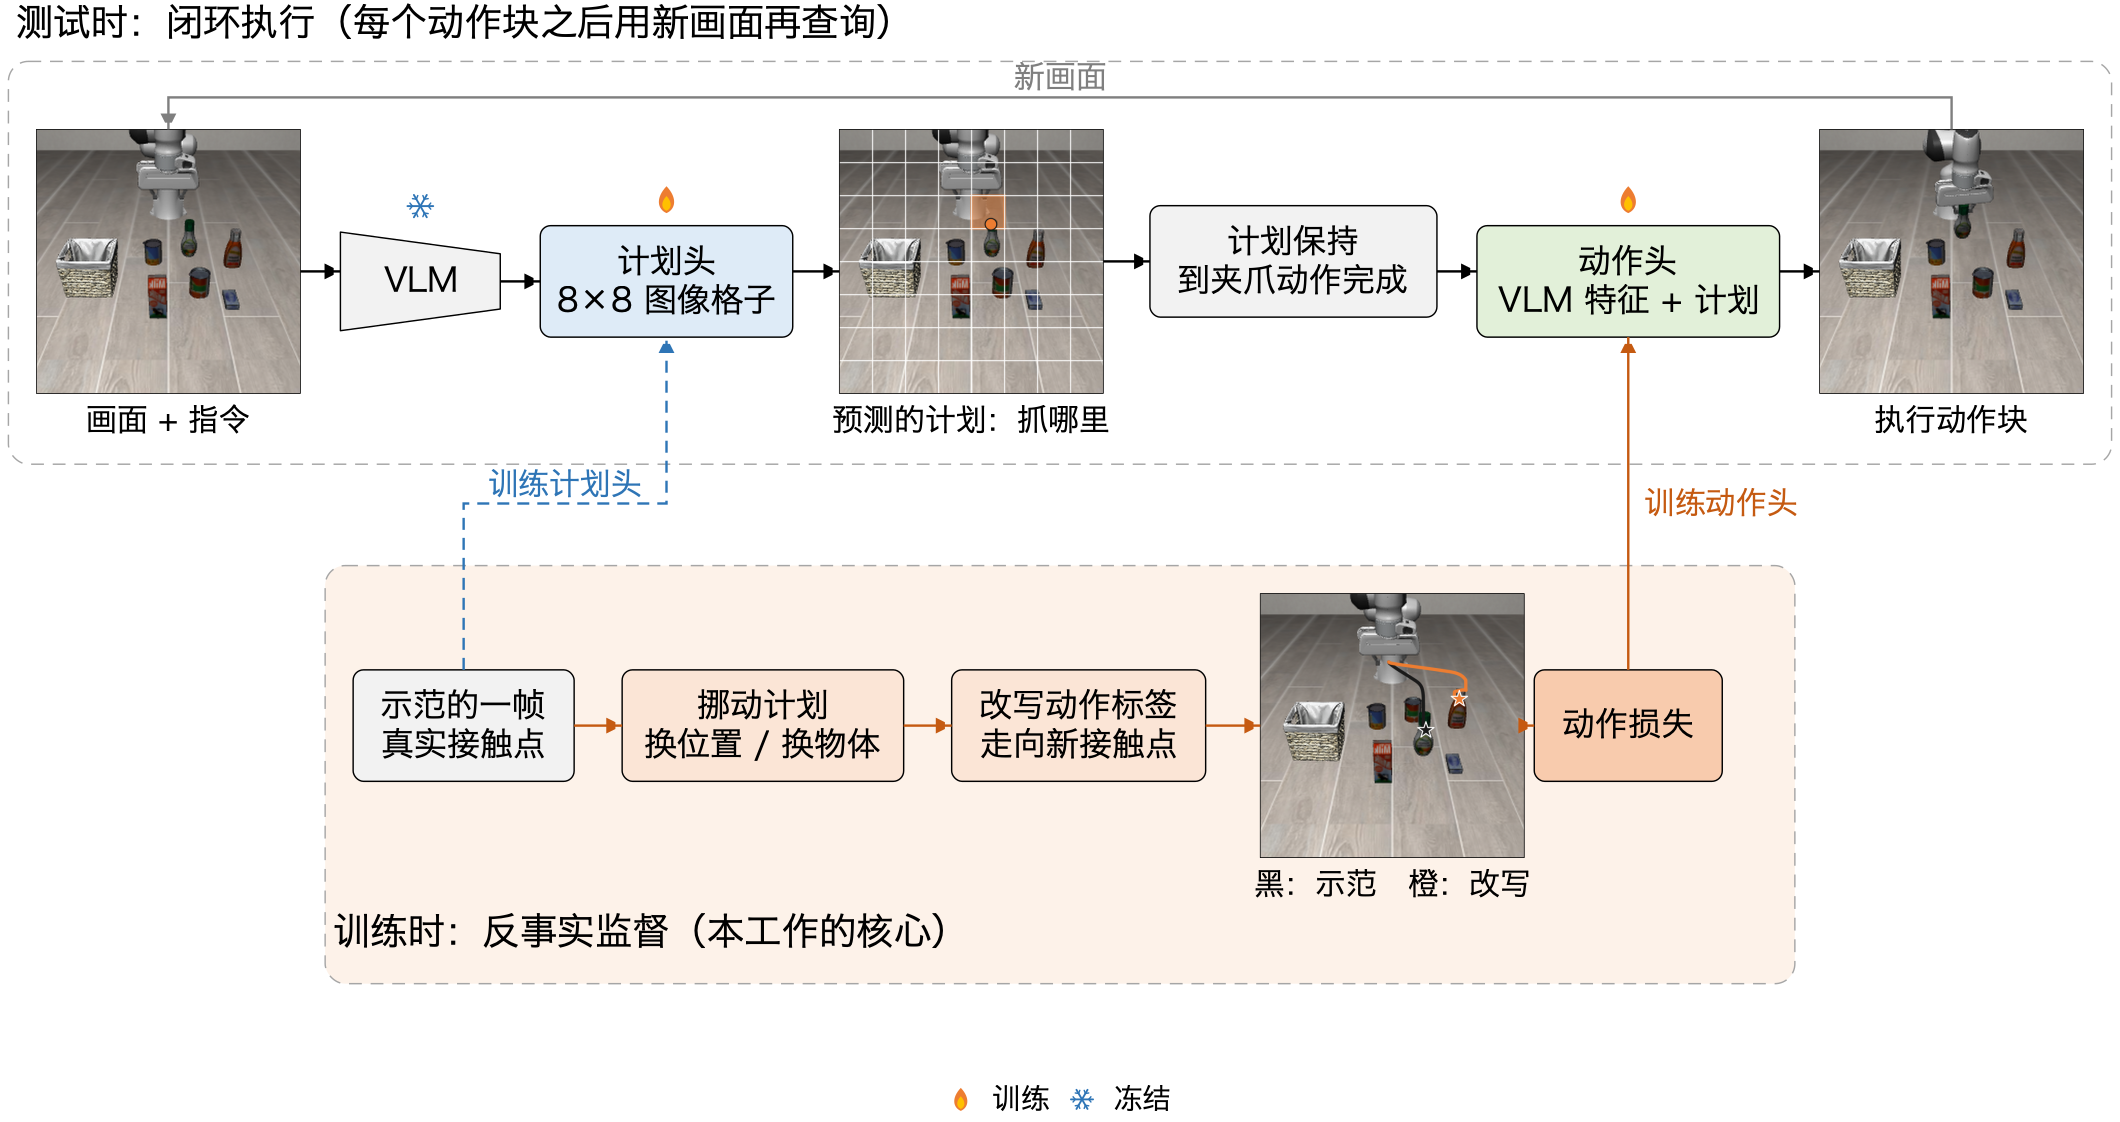 测试时：闭环执行（每个动作块之后用新画面再查询）
新画面
VLM
计划头
8×8 图像格子
计划保持
到夹爪动作完成
动作头
VLM 特征 + 计划
画面 + 指令
预测的计划：抓哪里
执行动作块
训练计划头
训练动作头
示范的一帧
真实接触点
挪动计划
换位置 / 换物体
改写动作标签
走向新接触点
动作损失
黑：示范 橙：改写
训练时：反事实监督（本工作的核心）
训练 冻结